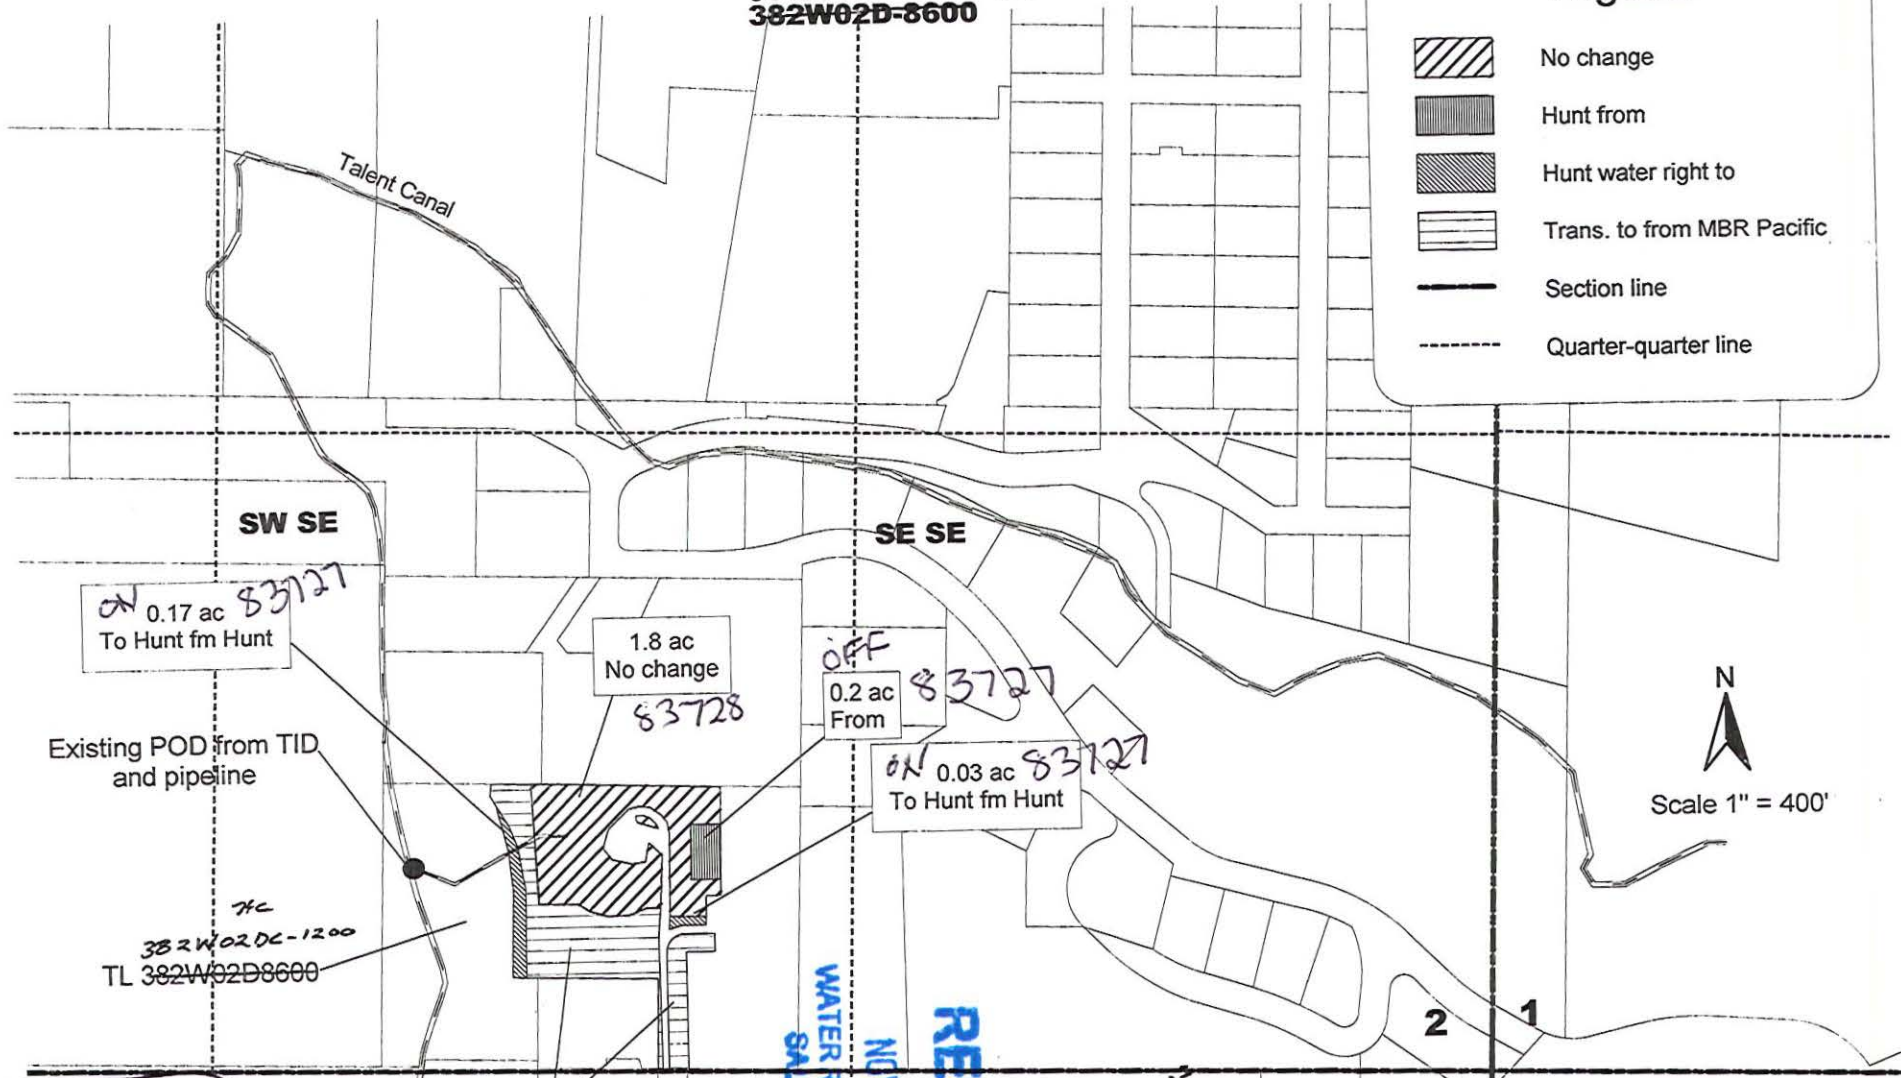 382W02D-8600
No change
Hunt from
Hunt water right to
Trans. to from MBR Pacific
Section line
Quarter-quarter line
Talent Canal
SW SE
SE SE
ON 0.17 ac 83727
To Hunt fm Hunt
1.8 ac
No change
83728
OFF
0.2 ac 83727
From
ON 0.03 ac 83727
To Hunt fm Hunt
Existing POD from TID
and pipeline
N
Scale 1" = 400'
382W02DC-1200
TL 382W02D8600
2
1
WATER